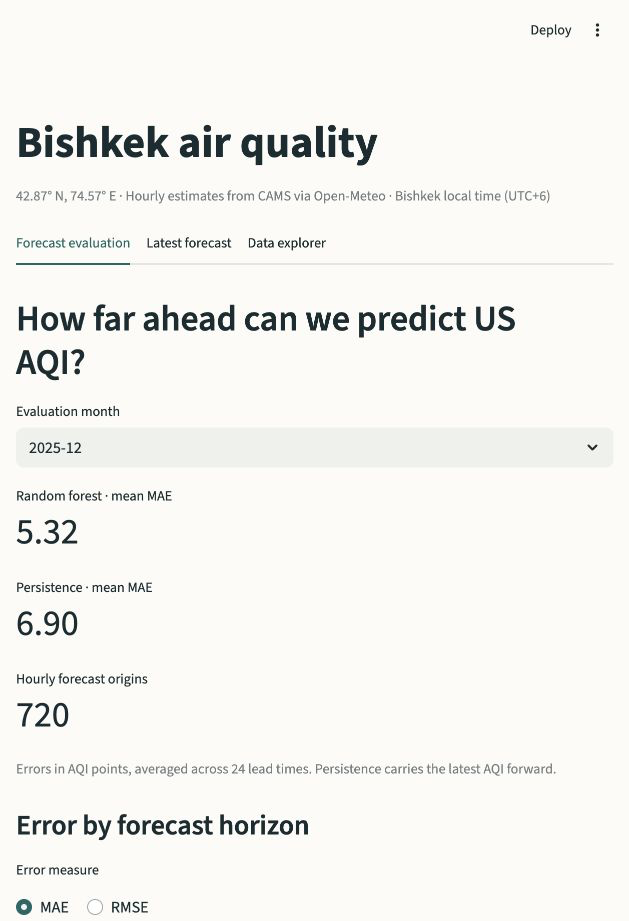 Deploy
Bishkek air quality
42.87° N, 74.57° E · Hourly estimates from CAMS via Open-Meteo · Bishkek local time (UTC+6)
Forecast evaluation Latest forecast Data explorer
How far ahead can we predict US
AQI?
Evaluation month
2025-12
Random forest · mean MAE
5.32
Persistence · mean MAE
6.90
Hourly forecast origins
720
Errors in AQI points, averaged across 24 lead times. Persistence carries the latest AQI forward.
Error by forecast horizon
Error measure
MAE RMSE